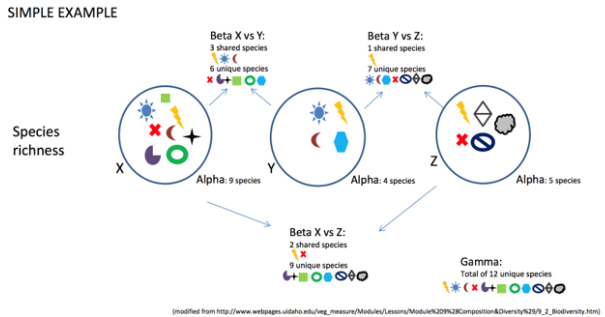 SIMPLE EXAMPLE
Beta X vs Y:
3 shared species
6 unique species
Beta Y vs Z:
1 shared species
7 unique species
Species
richness
X
Alpha: 9 species
Y
Alpha: 4 species
Z
Alpha: 5 species
Beta X vs Z:
2 shared species
9 unique species
Gamma:
Total of 12 unique species
(modified from http://www.webpages.uidaho.edu/veg_measure/Modules/Lessons/Module%209%28Composition&Diversity%29/9_2_Biodiversity.htm)